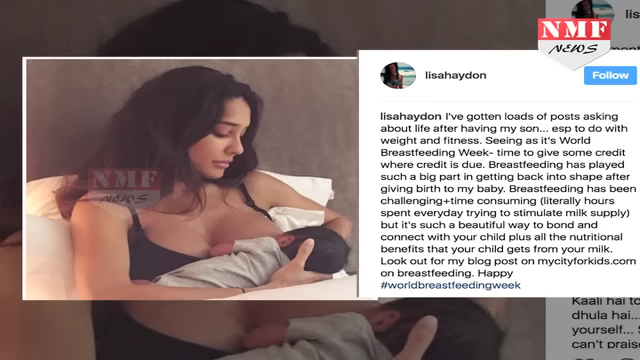 lisa
NMF
NEWS
ment
lisahaydon
Follow
lisahaydon I've gotten loads of posts asking
about life after having my son... esp to do with
weight and fitness. Seeing as it's World
Breastfeeding Week- time to give some credit
where credit is due. Breastfeeding has played
such a big part in getting back into shape after
giving birth to my baby. Breastfeeding has been
challenging+time consuming (literally hours
spent everyday trying to stimulate milk supply)
but it's such a beautiful way to bond and
connect with your child plus all the nutritional
benefits that your child gets from your milk.
Look out for my blog post on mycityforkids.com
on breastfeeding. Happy
#worldbreastfeedingweek
NMF
NEWS
Kaali hai to
dhula hai...
yourself... S
can't praise